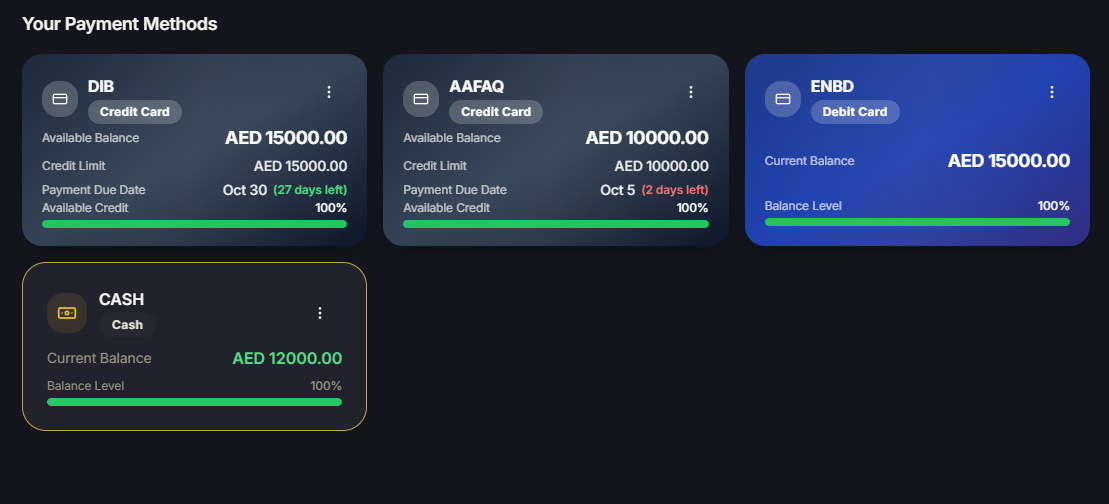 Your Payment Methods
DIB
Credit Card
Available Balance AED 15000.00
Credit Limit AED 15000.00
Payment Due Date Oct 30 (27 days left)
Available Credit 100%
AAFAQ
Credit Card
Available Balance AED 10000.00
Credit Limit AED 10000.00
Payment Due Date Oct 5 (2 days left)
Available Credit 100%
ENBD
Debit Card
Current Balance AED 15000.00
Balance Level 100%
CASH
Cash
Current Balance AED 12000.00
Balance Level 100%